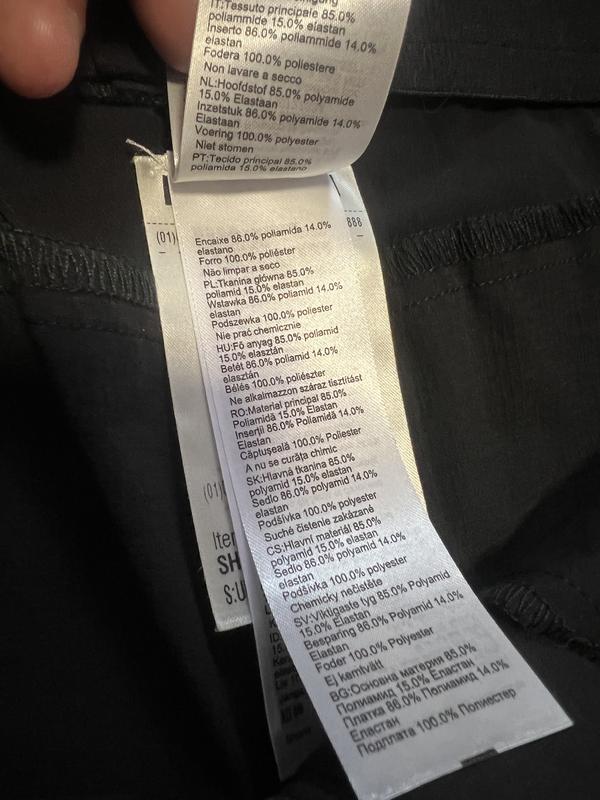 IT:Tessuto principale 85.0%
poliammide 15.0% elastan
Inserto 86.0% poliammide 14.0%
elastan
Fodera 100.0% poliestere
Non lavare a secco
NL:Hoofdstof 85.0% polyamide
15.0% Elastaan
Inzetstuk 86.0% polyamide 14.0%
Elastaan
Voering 100.0% polyester
Niet stomen
PT:Tecido principal 85.0%
poliamida 15.0% elastano
(01)
888
Encaixe 86.0% poliamida 14.0%
elastano
Forro 100.0% poliéster
Não limpar a seco
PL:Tkanina główna 85.0%
poliamid 15.0% elastan
Wstawka 86.0% poliamid 14.0%
elastan
Podszewka 100.0% poliester
Nie prać chemicznie
HU:Fő anyag 85.0% poliamid
15.0% elasztán
Betét 86.0% poliamid 14.0%
elasztán
Bélés 100.0% poliészter
Ne alkalmazzon száraz tisztítást
RO:Material principal 85.0%
Poliamidă 15.0% Elastan
Inserţii 86.0% Poliamidă 14.0%
Elastan
Căptuşeală 100.0% Poliester
A nu se curăţa chimic
SK:Hlavná tkanina 85.0%
polyamid 15.0% elastan
Sedlo 86.0% polyamid 14.0%
elastan
Podšívka 100.0% polyester
Suché čistenie zakázané
CS:Hlavní materiál 85.0%
polyamid 15.0% elastan
Sedlo 86.0% polyamid 14.0%
elastan
Podšívka 100.0% polyester
Chemicky nečistěte
SV:Viktigaste tyg 85.0% Polyamid
15.0% Elastan
Besparing 86.0% Polyamid 14.0%
Elastan
Foder 100.0% Polyester
Ej kemtvätt
BG:Основна материя 85.0%
Полиамид 15.0% Еластан
Платка 86.0% Полиамид 14.0%
Еластан
Подплата 100.0% Полиестер
(01)